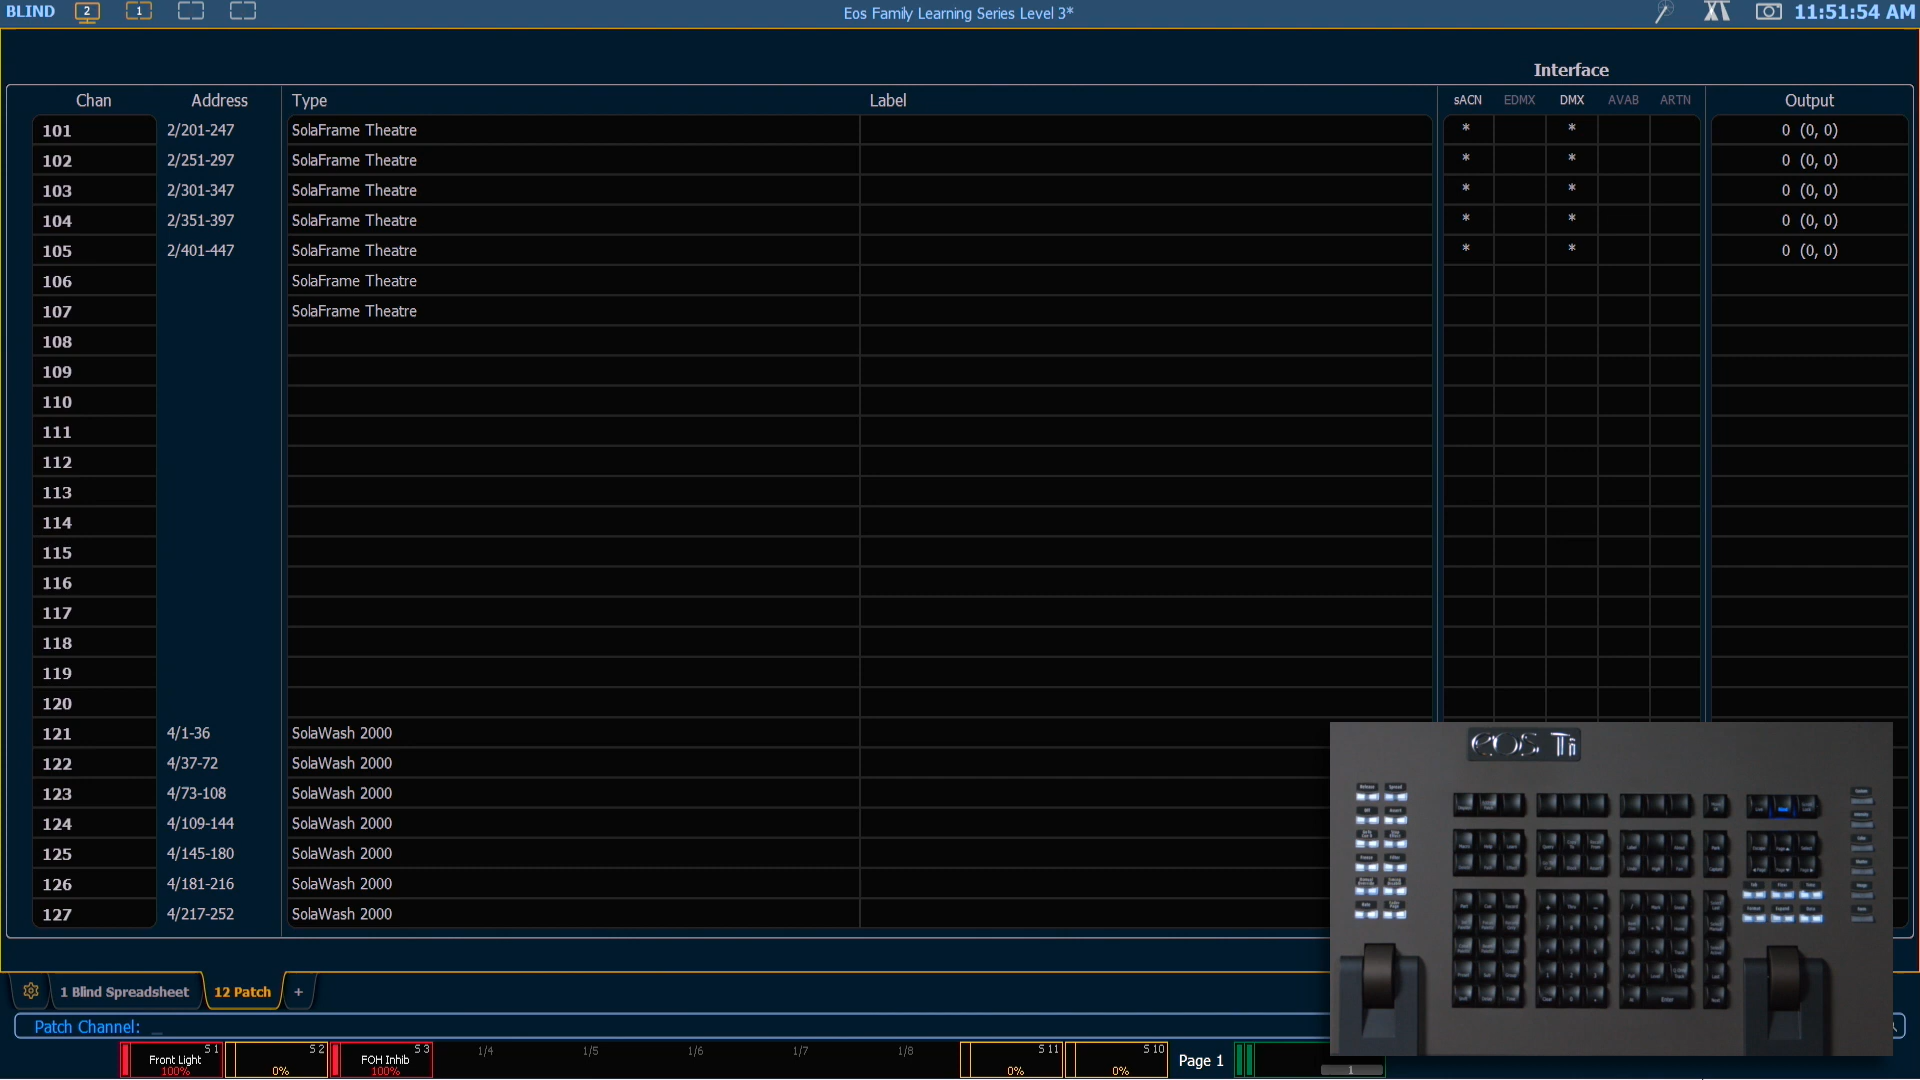 BLIND 2 1 Eos Family Learning Series Level 3* 11:51:54 AM
Interface
Chan Address Type Label sACN EDMX DMX AVAB ARTN Output
101 2/201-247 SolaFrame Theatre * * 0 (0, 0)
102 2/251-297 SolaFrame Theatre * * 0 (0, 0)
103 2/301-347 SolaFrame Theatre * * 0 (0, 0)
104 2/351-397 SolaFrame Theatre * * 0 (0, 0)
105 2/401-447 SolaFrame Theatre * * 0 (0, 0)
106 SolaFrame Theatre
107 SolaFrame Theatre
108
109
110
111
112
113
114
115
116
117
118
119
120
121 4/1-36 SolaWash 2000
122 4/37-72 SolaWash 2000
123 4/73-108 SolaWash 2000
124 4/109-144 SolaWash 2000
125 4/145-180 SolaWash 2000
126 4/181-216 SolaWash 2000
127 4/217-252 SolaWash 2000
eos Ti
1 Blind Spreadsheet 12 Patch +
Patch Channel: _
S 1 S 2 S 3 1/4 1/5 1/6 1/7 1/8 S 11 S 10
Front Light FOH Inhib Page 1
100% 0% 100% 0% 0% 1